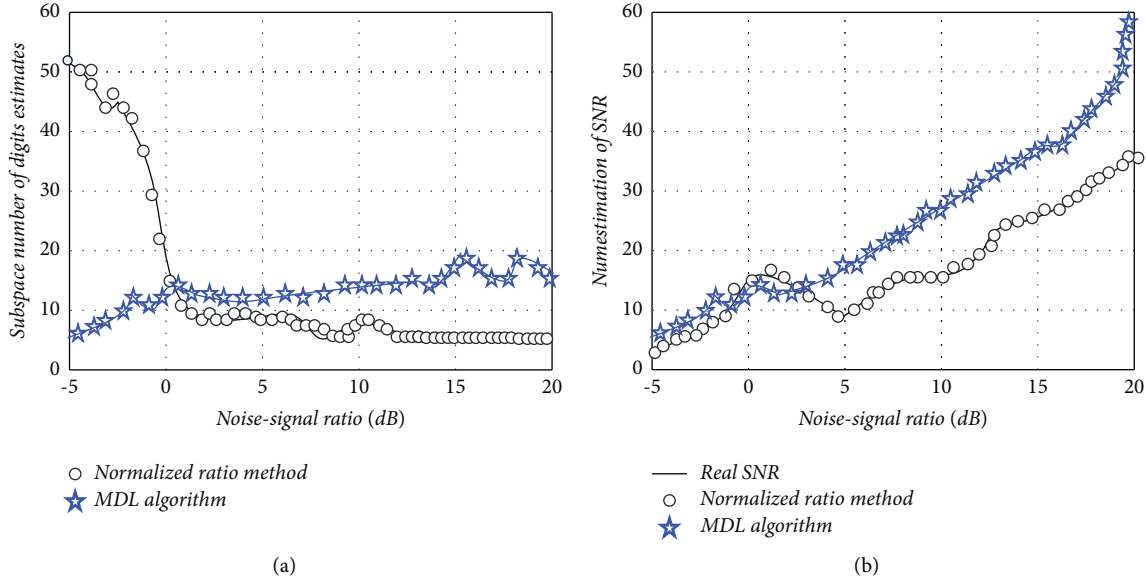 60
50
40
30
20
10
0
Subspace number of digits estimates
-5 0 5 10 15 20
Noise-signal ratio (dB)
Normalized ratio method
MDL algorithm
(a)
60
50
40
30
20
10
0
Numestimation of SNR
-5 0 5 10 15 20
Noise-signal ratio (dB)
Real SNR
Normalized ratio method
MDL algorithm
(b)